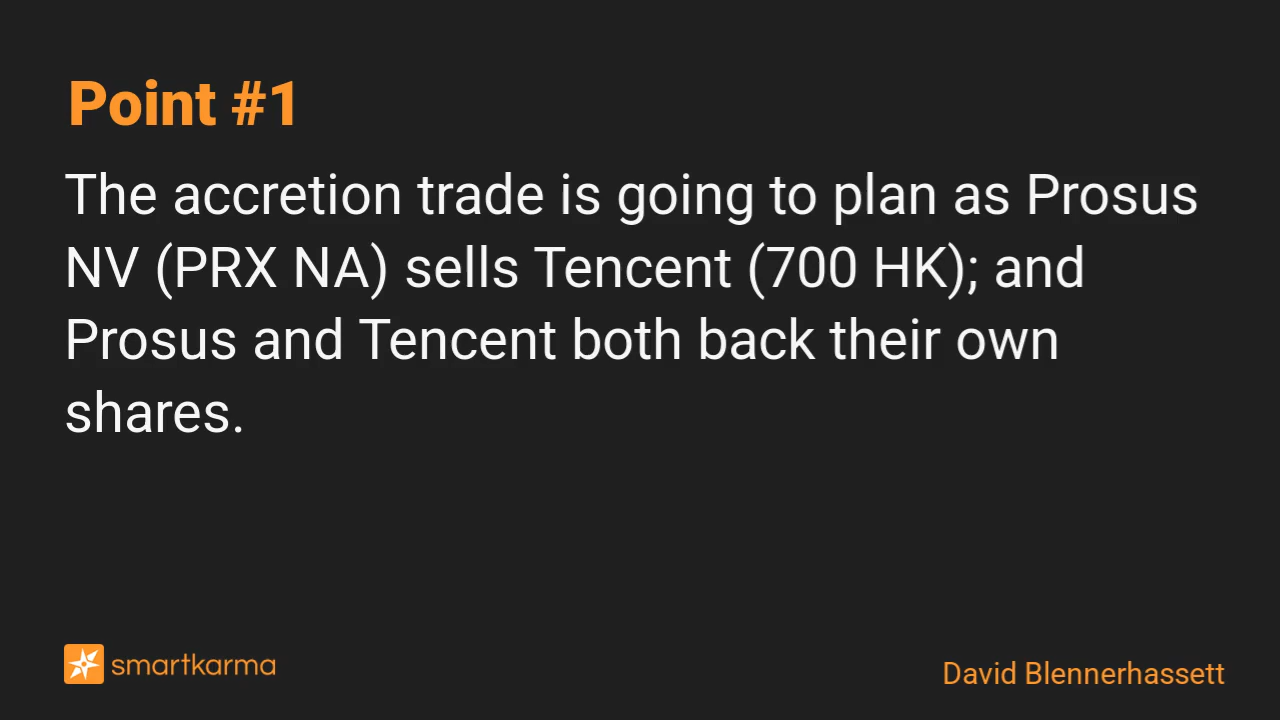 Point #1
The accretion trade is going to plan as Prosus
NV (PRX NA) sells Tencent (700 HK); and
Prosus and Tencent both back their own
shares.
smartkarma
David Blennerhassett